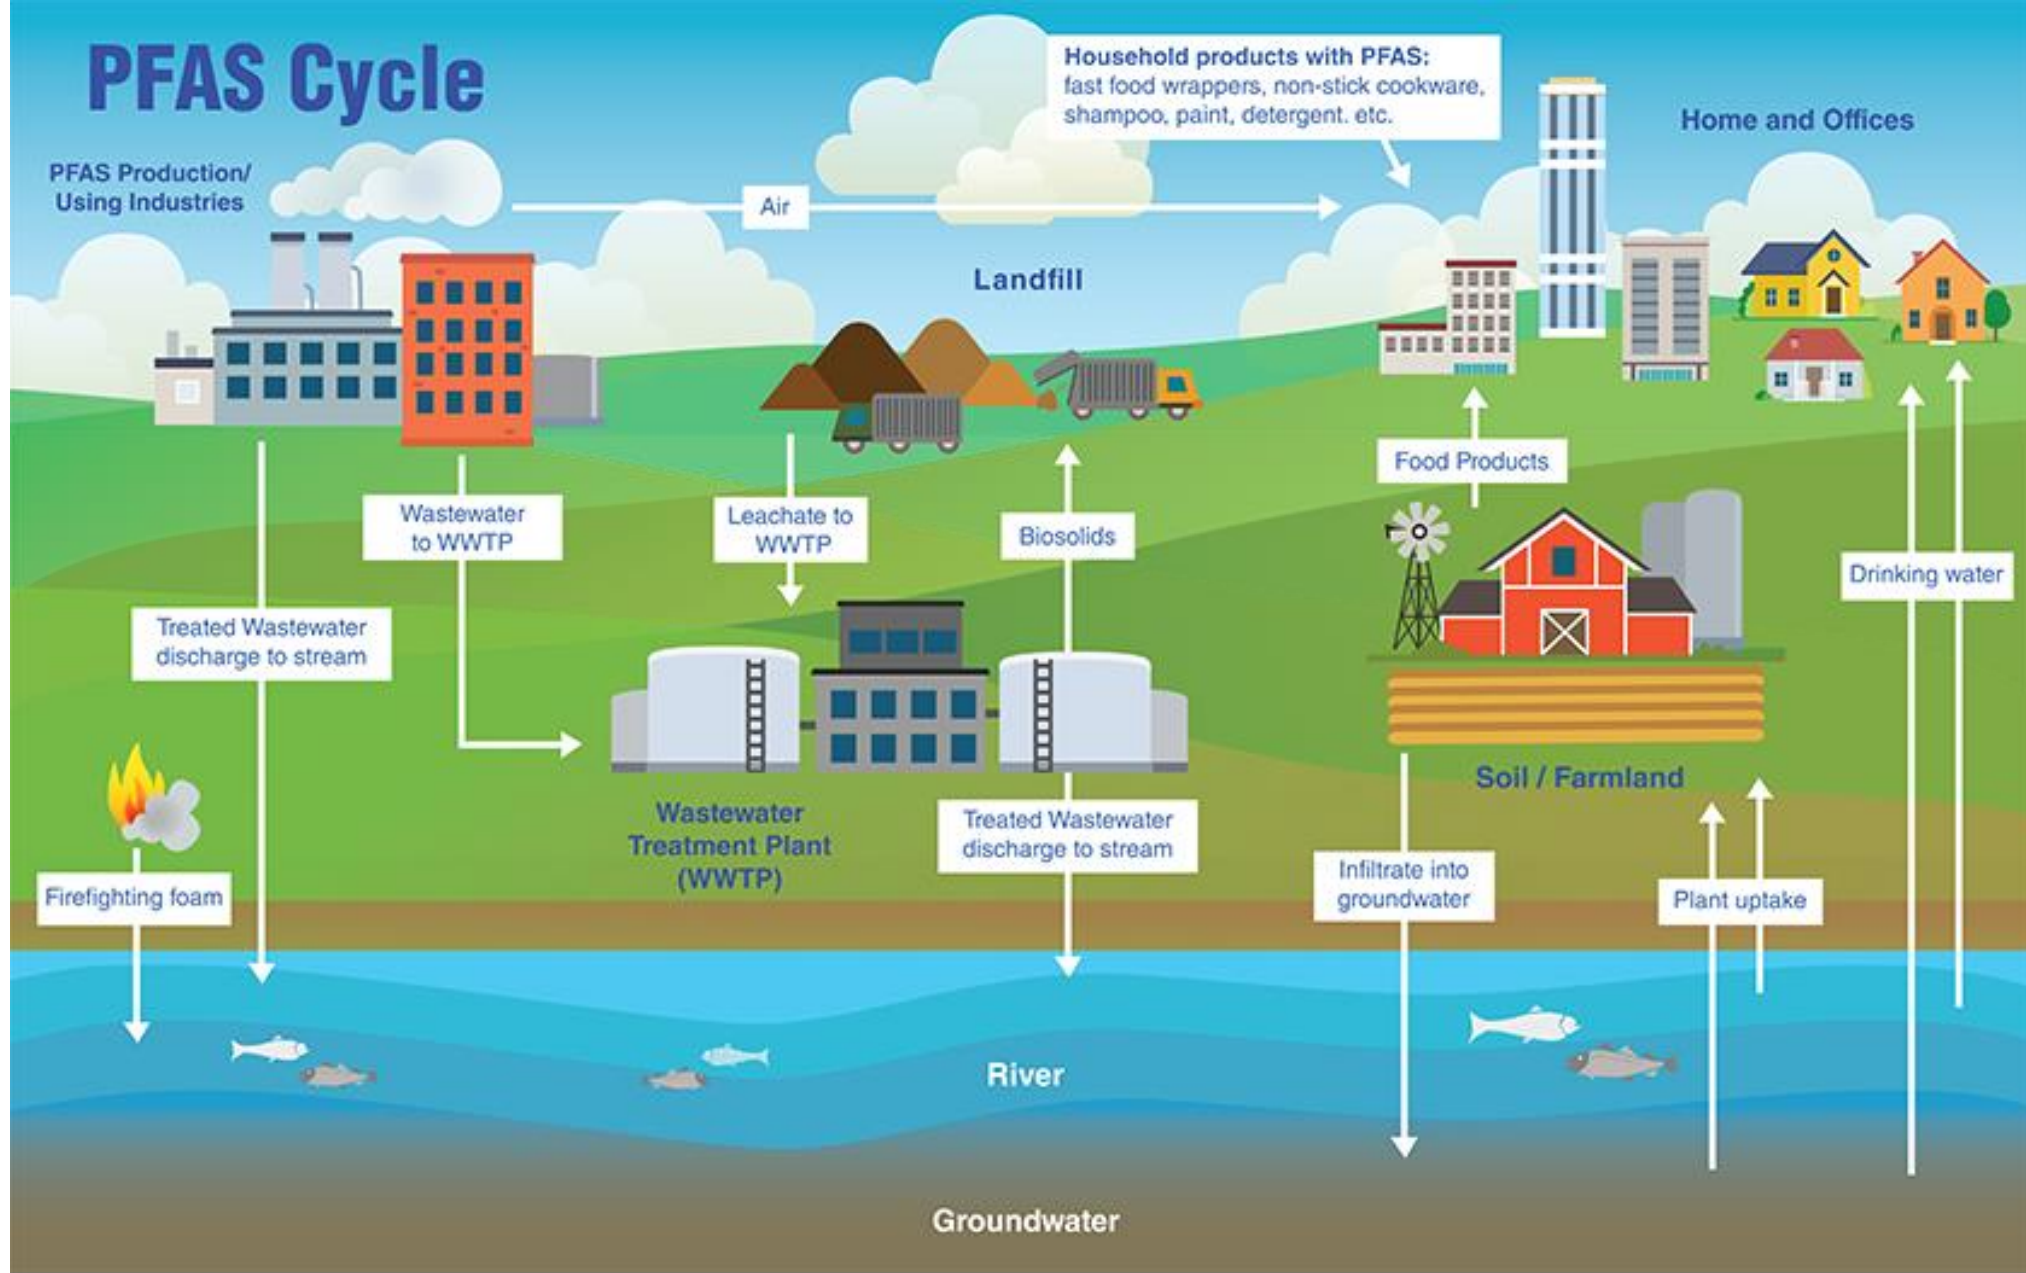 PFAS Cycle
Household products with PFAS:
fast food wrappers, non-stick cookware,
shampoo, paint, detergent. etc.
Home and Offices
PFAS Production/
Using Industries
Air
Landfill
Food Products
Wastewater
to WWTP
Leachate to
WWTP
Biosolids
Drinking water
Treated Wastewater
discharge to stream
Soil / Farmland
Wastewater
Treatment Plant
(WWTP)
Treated Wastewater
discharge to stream
Infiltrate into
groundwater
Plant uptake
Firefighting foam
River
Groundwater